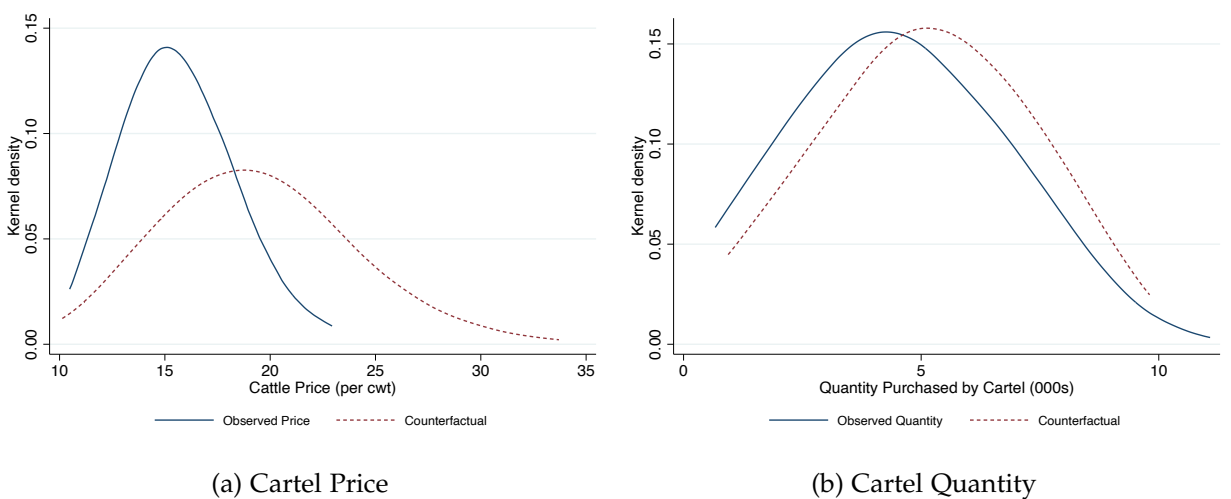 0.15
0.10
0.05
0.00
Kernel density
10 15 20 25 30 35
Cattle Price (per cwt)
Observed Price Counterfactual
(a) Cartel Price
0.15
0.10
0.05
0.00
Kernel density
0 5 10
Quantity Purchased by Cartel (000s)
Observed Quantity Counterfactual
(b) Cartel Quantity